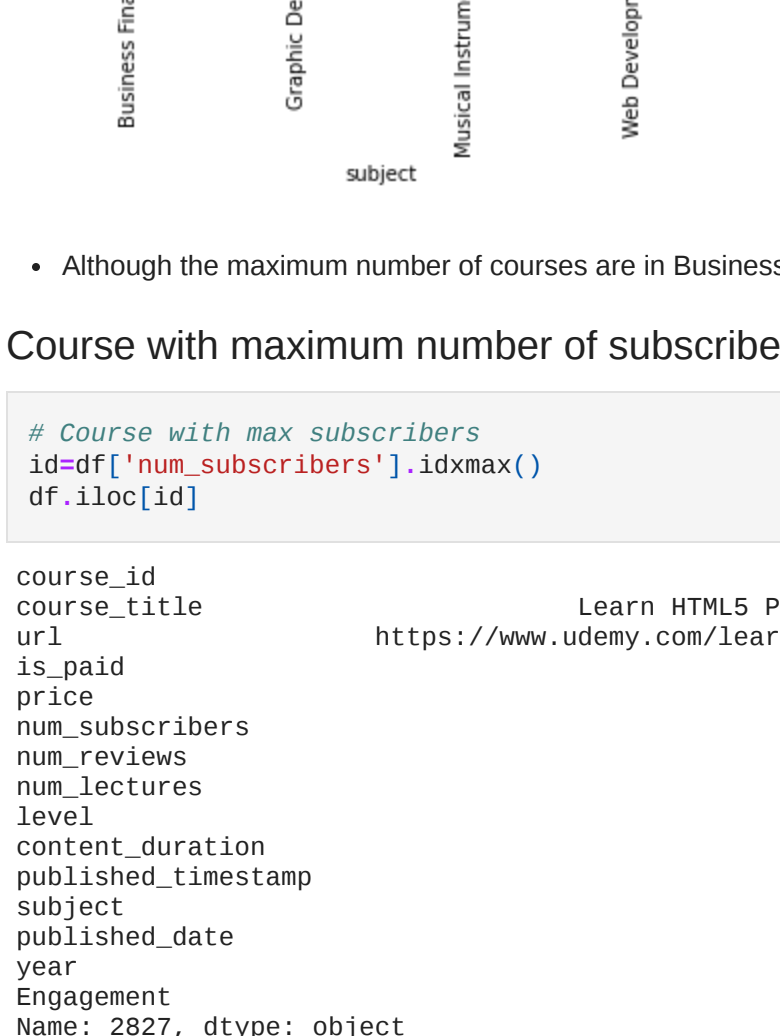 Business Fina
Graphic De
Musical Instrum
Web Developm
subject
Although the maximum number of courses are in Business
Course with maximum number of subscribe
# Course with max subscribers
id=df['num_subscribers'].idxmax()
df.iloc[id]
course_id
course_title Learn HTML5 P
url https://www.udemy.com/lear
is_paid
price
num_subscribers
num_reviews
num_lectures
level
content_duration
published_timestamp
subject
published_date
year
Engagement
Name: 2827, dtype: object